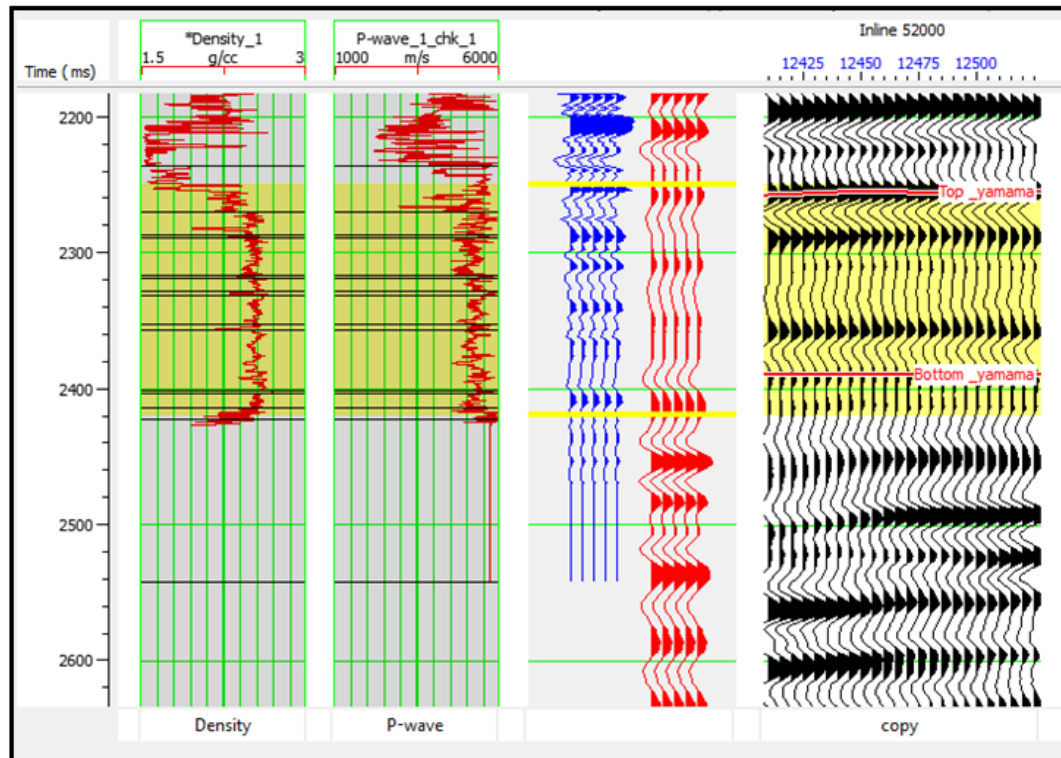 Inline 52000
*Density_1
P-wave_1_chk_1
1.5 g/cc 3
1000 m/s 6000
12425 12450 12475 12500
Time (ms)
2200
Top _yamama
2300
Bottom _yamama
2400
2500
2600
Density
P-wave
copy